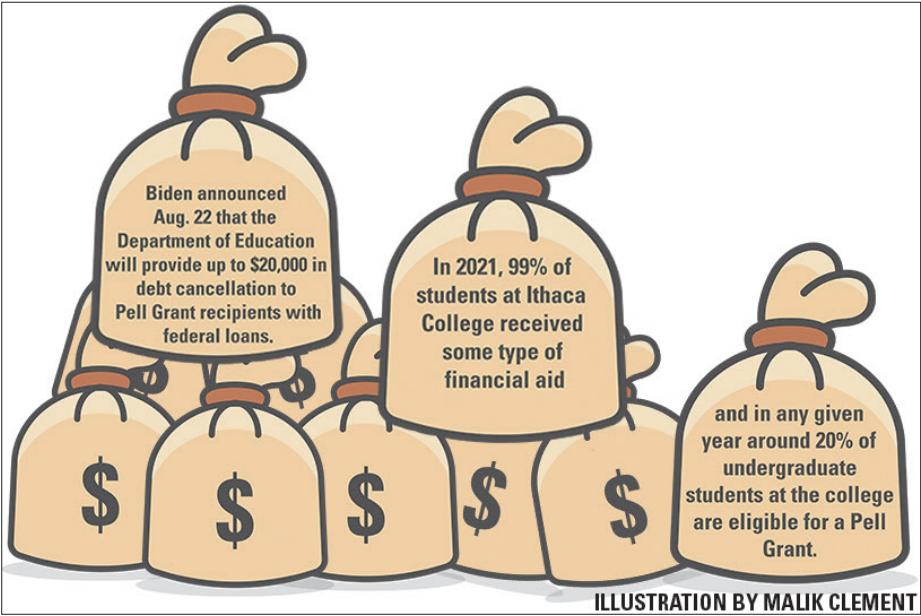 Biden announced
Aug. 22 that the
Department of Education
will provide up to $20,000 in
debt cancellation to
Pell Grant recipients with
federal loans.
In 2021, 99% of
students at Ithaca
College received
some type of
financial aid
and in any given
year around 20% of
undergraduate
students at the college
are eligible for a Pell
Grant.
$
$
$
$
$
$
$
ILLUSTRATION BY MALIK CLEMENT